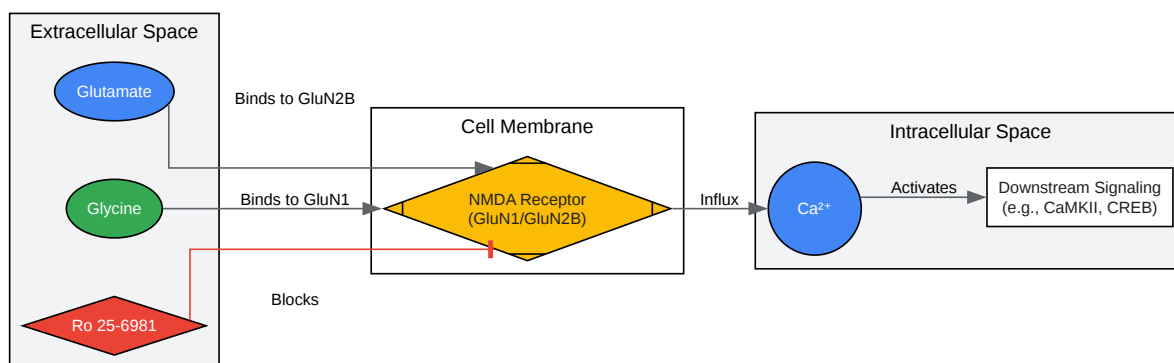 Extracellular Space
Glutamate
Binds to GluN2B
Cell Membrane
Intracellular Space
Glycine
Binds to GluN1
NMDA Receptor
(GluN1/GluN2B)
Influx
Ca²⁺
Activates
Downstream Signaling
(e.g., CaMKII, CREB)
Blocks
Ro 25-6981